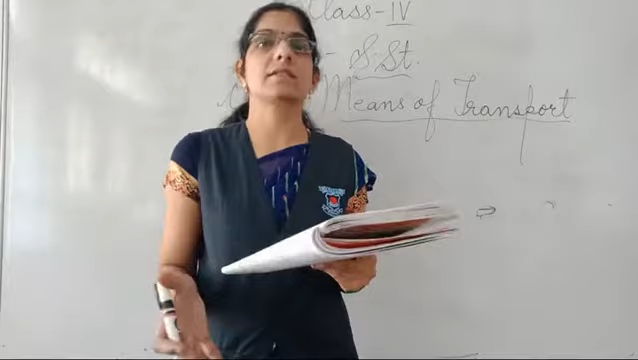 Class-IV
- S.St.
Means of Transport